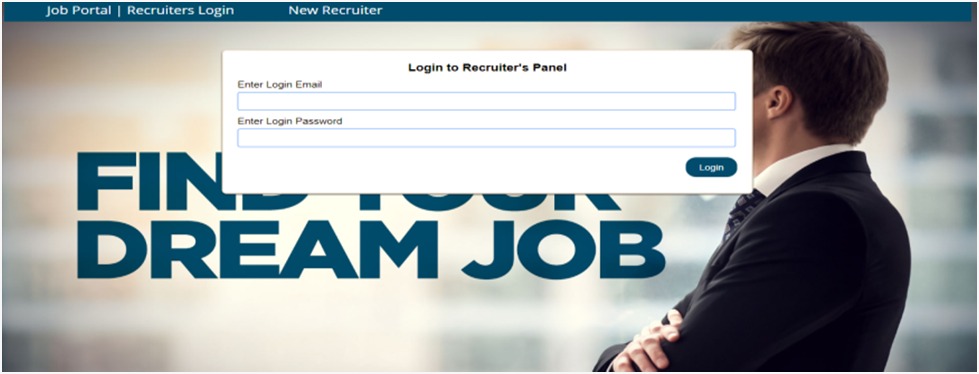 Job Portal | Recruiters Login New Recruiter
Login to Recruiter's Panel
Enter Login Email
Enter Login Password
Login
FIND YOUR
DREAM JOB